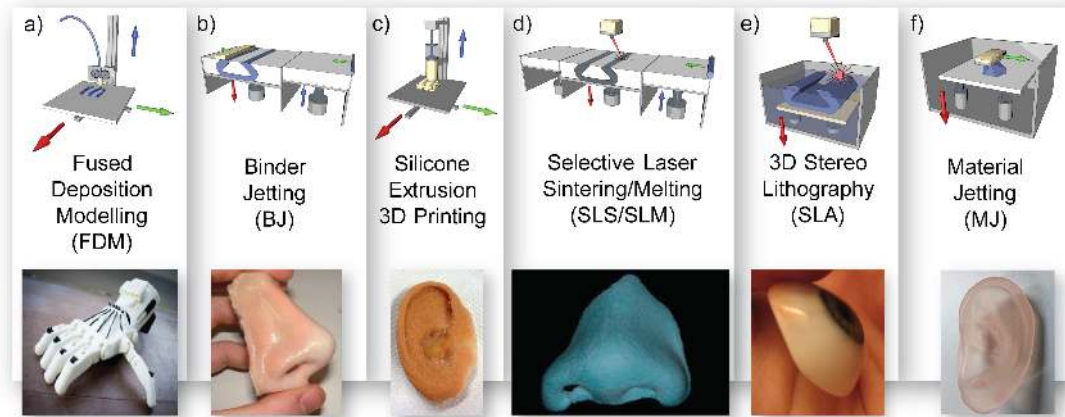 a)
Fused
Deposition
Modelling
(FDM)
b)
Binder
Jetting
(BJ)
c)
Silicone
Extrusion
3D Printing
d)
Selective Laser
Sintering/Melting
(SLS/SLM)
e)
3D Stereo
Lithography
(SLA)
f)
Material
Jetting
(MJ)